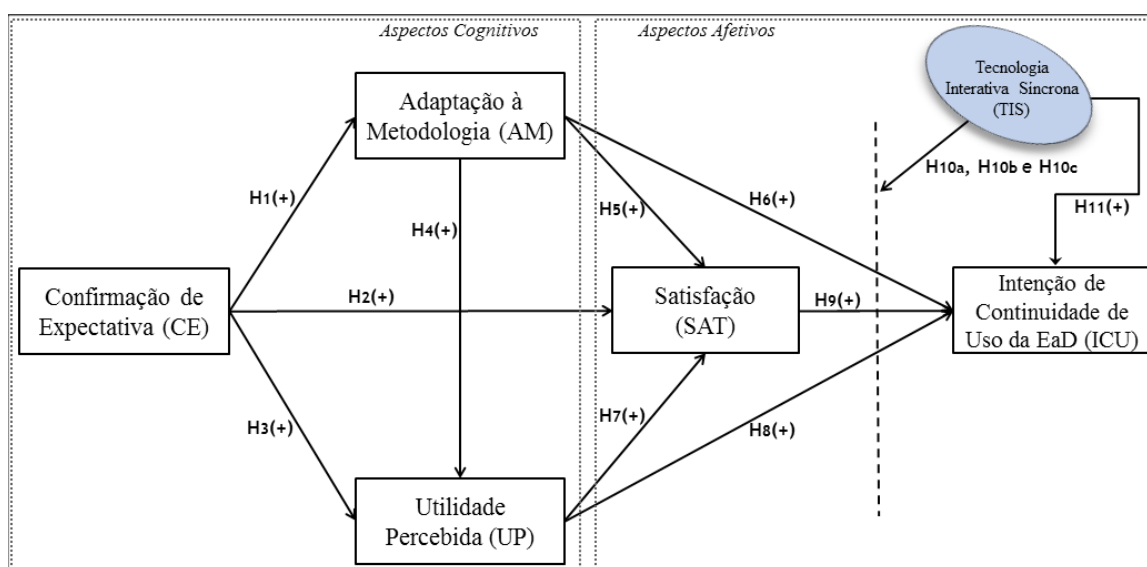 Aspectos Cognitivos
Aspectos Afetivos
Tecnologia
Interativa Síncrona
(TIS)
Adaptação à
Metodologia (AM)
H10a, H10b e H10c
H1(+)
H4(+)
H5(+)
H6(+)
H11(+)
Confirmação de
Expectativa (CE)
H2(+)
Satisfação
(SAT)
H9(+)
Intenção de
Continuidade de
Uso da EaD (ICU)
H3(+)
H7(+)
H8(+)
Utilidade
Percebida (UP)